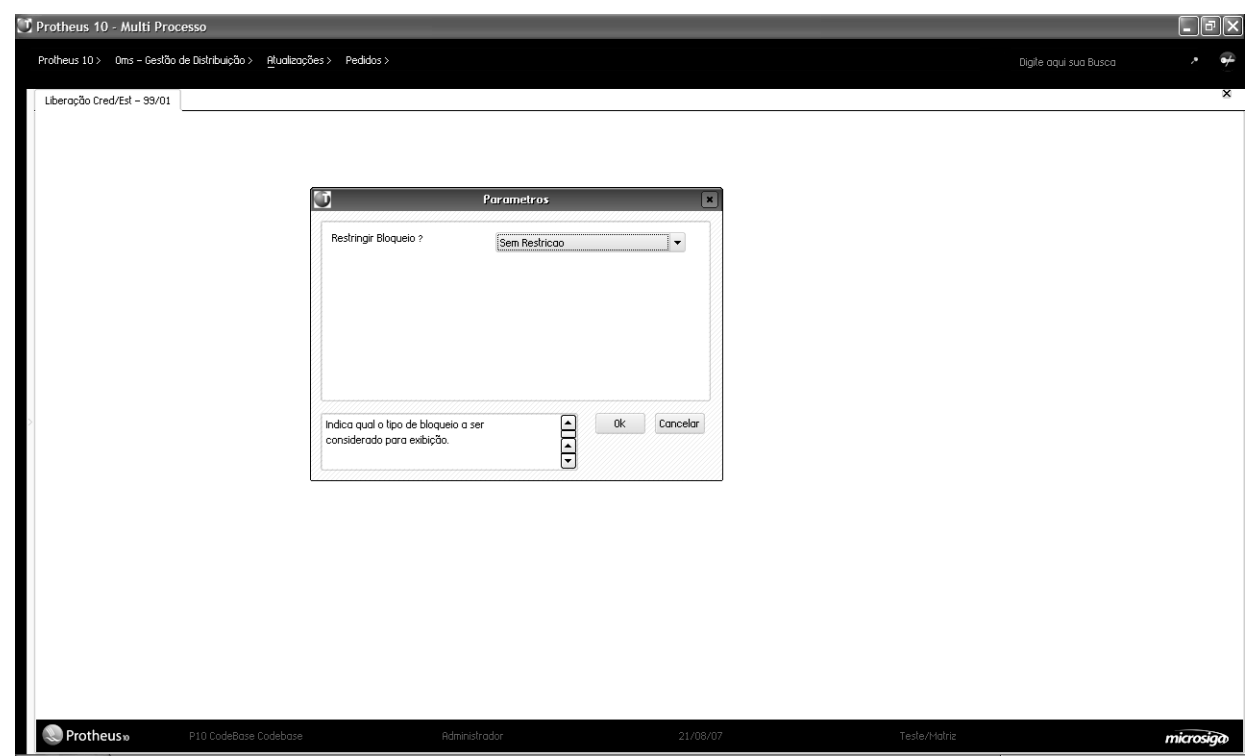 Protheus 10 - Multi Processo
Protheus 10 > Oms - Gestão de Distribuição > Atualizações > Pedidos >
Digite aqui sua Busca
Liberação Cred/Est - 99/01
Parametros
Restringir Bloqueio ?
Sem Restricao
Indica qual o tipo de bloqueio a ser
considerado para exibição.
Ok
Cancelar
Protheus 10
P10 CodeBase Codebase
Administrador
21/08/07
Teste/Matriz
microsiga